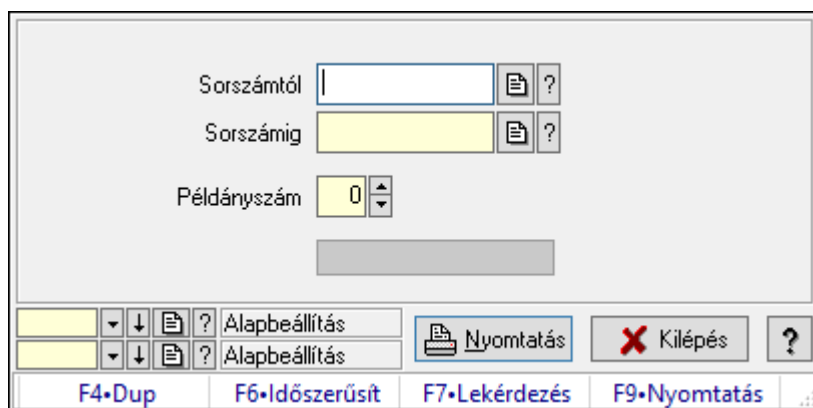 Sorszámtól ?
Sorszámig ?
Példányszám 0
? Alapbeállítás
? Alapbeállítás
Nyomtatás Kilépés ?
F4•Dup F6•Időszerűsít F7•Lekérdezés F9•Nyomtatás